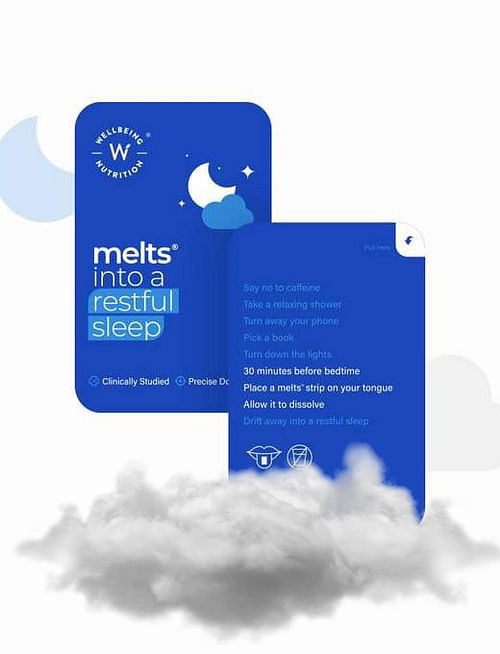 WELLBEING
W
NUTRITION
®
melts®
into a
restful
sleep
Clinically Studied Precise Do
Pull here
Say no to caffeine
Take a relaxing shower
Turn away your phone
Pick a book
Turn down the lights
30 minutes before bedtime
Place a melts® strip on your tongue
Allow it to dissolve
Drift away into a restful sleep